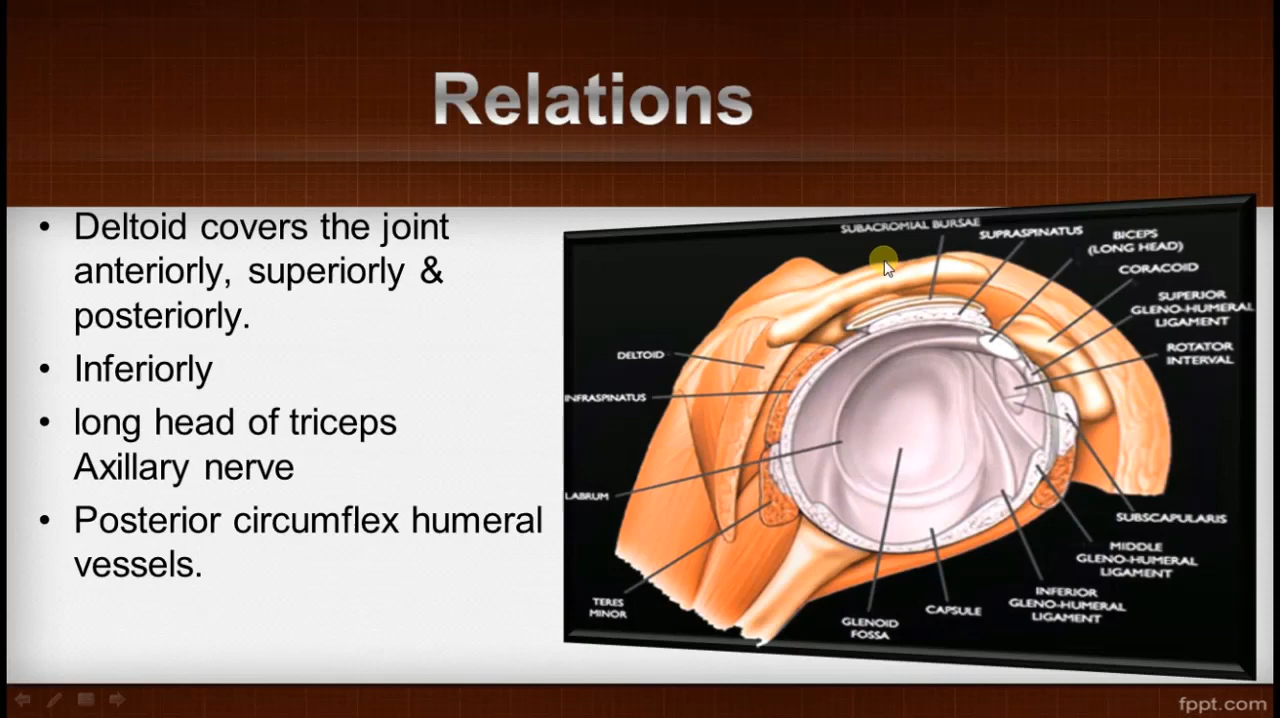 Relations
• Deltoid covers the joint
anteriorly, superiorly &
posteriorly.
• Inferiorly
• long head of triceps
Axillary nerve
• Posterior circumflex humeral
vessels.
SUBACROMIAL BURSAE
SUPRASPINATUS
BICEPS
(LONG HEAD)
CORACOID
SUPERIOR
GLENO-HUMERAL
LIGAMENT
ROTATOR
INTERVAL
DELTOID
INFRASPINATUS
LABRUM
TERES
MINOR
GLENOID
FOSSA
CAPSULE
INFERIOR
GLENO-HUMERAL
LIGAMENT
MIDDLE
GLENO-HUMERAL
LIGAMENT
SUBSCAPULARIS
fppt.com